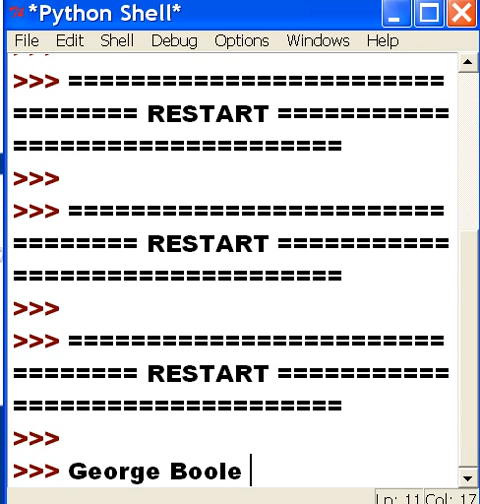 *Python Shell*
File Edit Shell Debug Options Windows Help
>>> ========================
======== RESTART ===========
=====================
>>>
>>> ========================
======== RESTART ===========
=====================
>>>
>>> ========================
======== RESTART ===========
=====================
>>>
>>> George Boole
Ln: 11 Col: 17